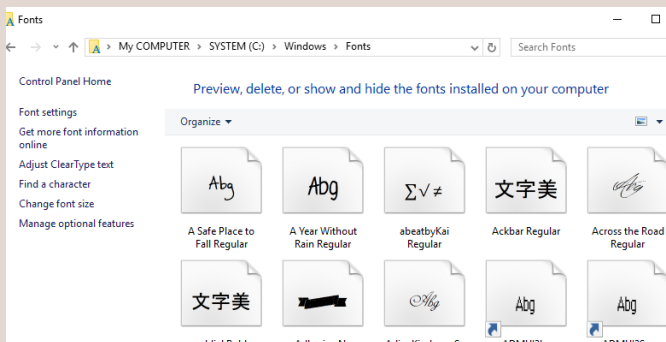 Fonts
My COMPUTER > SYSTEM (C:) > Windows > Fonts
Search Fonts
Control Panel Home
Font settings
Get more font information
online
Adjust ClearType text
Find a character
Change font size
Manage optional features
Preview, delete, or show and hide the fonts installed on your computer
Organize
Abg
Abg
∑√≠
文字美
Abg
A Safe Place to
Fall Regular
A Year Without
Rain Regular
abeatbyKai
Regular
Ackbar Regular
Across the Road
Regular
文字美
Abg
Abg
Abg